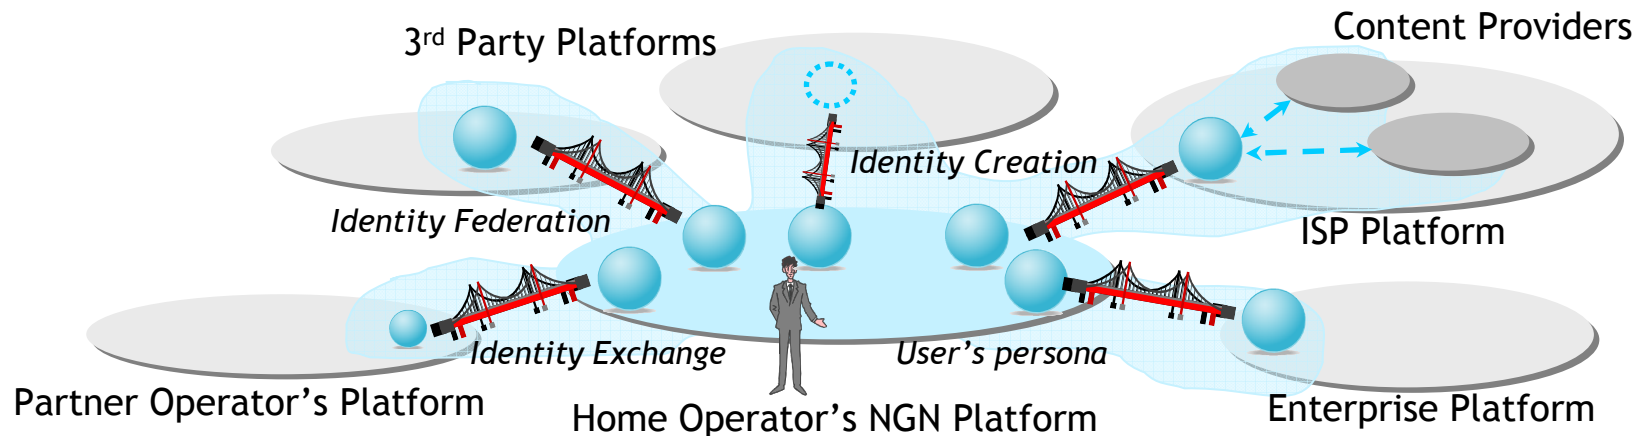 Content Providers
3rd Party Platforms
Identity Creation
Identity Federation
ISP Platform
Identity Exchange
User’s persona
Partner Operator’s Platform
Home Operator’s NGN Platform
Enterprise Platform